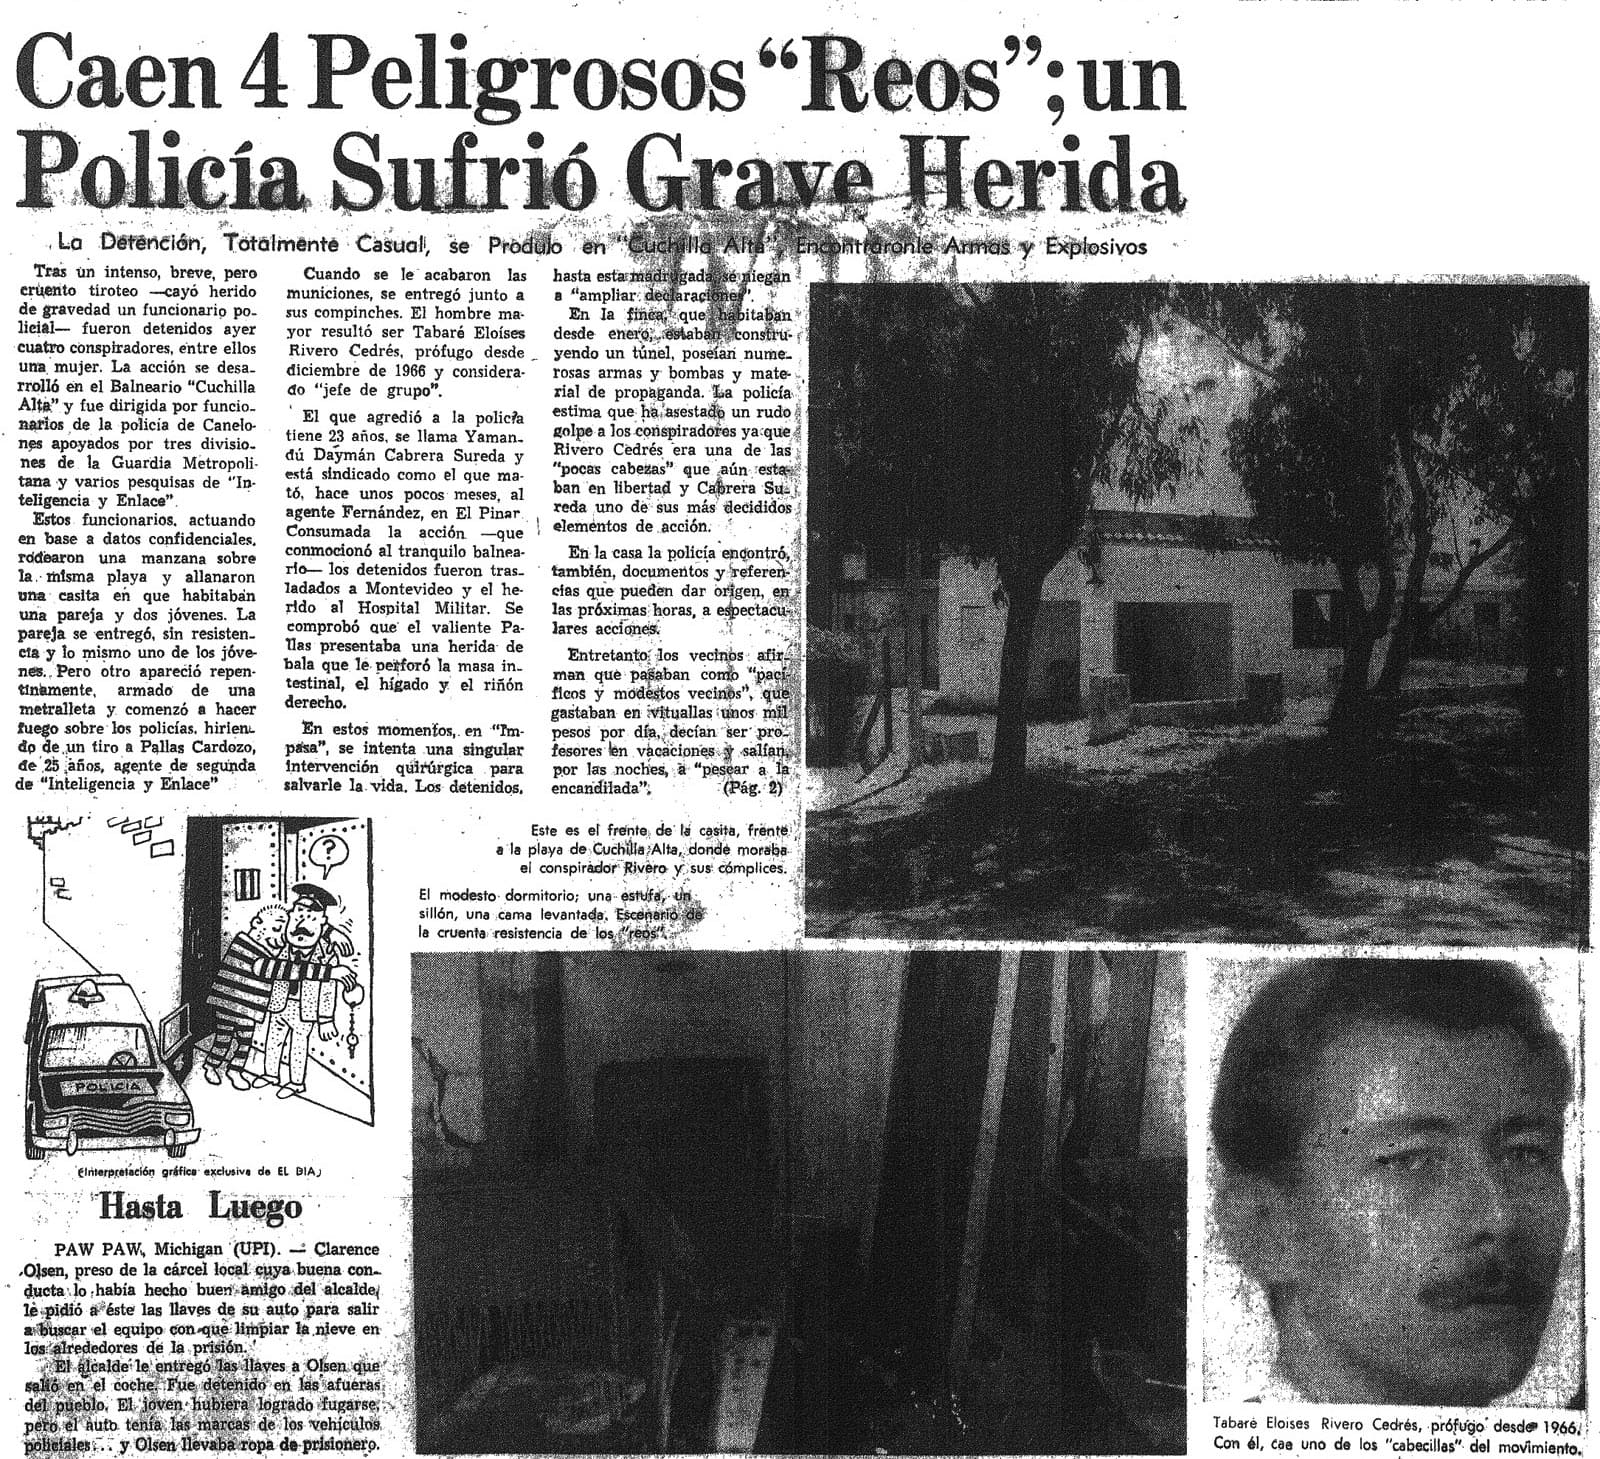 Caen 4 Peligrosos “Reos”; un
Policía Sufrió Grave Herida
La Detención, Totalmente Casual, se Produjo en “Cuchilla Alta”, Encontráronle Armas y Explosivos
Tras un intenso, breve, pero
cruento tiroteo —cayó herido
de gravedad un funcionario po-
licial— fueron detenidos ayer
cuatro conspiradores, entre ellos
una mujer. La acción se desa-
rrolló en el Balneario “Cuchilla
Alta” y fue dirigida por funcio-
narios de la policía de Canelo-
nes apoyados por tres divisio-
nes de la Guardia Metropoli-
tana y varios pesquisas de “In-
teligencia y Enlace”.
Estos funcionarios, actuando
en base a datos confidenciales,
rodearon una manzana sobre
la misma playa y allanaron
una casita en que habitaban
una pareja y dos jóvenes. La
pareja se entregó, sin resisten-
cia y lo mismo uno de los jóve-
nes. Pero otro apareció repen-
tinamente, armado de una
metralleta y comenzó a hacer
fuego sobre los policías, hirien-
do de un tiro a Pallas Cardozo,
de 25 años, agente de segunda
de “Inteligencia y Enlace”
Cuando se le acabaron las
municiones, se entregó junto a
sus compinches. El hombre ma-
yor resultó ser Tabaré Eloíses
Rivero Cedrés, prófugo desde
diciembre de 1966 y considera-
do “jefe de grupo”.
El que agredió a la policía
tiene 23 años, se llama Yaman-
dú Daymán Cabrera Sureda y
está sindicado como el que ma-
tó, hace unos pocos meses, al
agente Fernández, en El Pinar
Consumada la acción —que
conmocionó al tranquilo balnea-
rio— los detenidos fueron tras-
ladados a Montevideo y el he-
rido al Hospital Militar. Se
comprobó que el valiente Pa-
llas presentaba una herida de
bala que le perforó la masa in-
testinal, el hígado y el riñón
derecho.
En estos momentos, en “Im-
pasa”, se intenta una singular
intervención quirúrgica para
salvarle la vida. Los detenidos,
hasta esta madrugada se niegan
a “ampliar declaraciones”.
En la finca, que habitaban
desde enero, estaban constru-
yendo un túnel, poseían nume-
rosas armas y bombas y mate-
rial de propaganda. La policía
estima que ha asestado un rudo
golpe a los conspiradores ya que
Rivero Cedrés era una de las
“pocas cabezas” que aún esta-
ban en libertad y Cabrera Su-
reda uno de sus más decididos
elementos de acción.
En la casa la policía encontró,
también, documentos y referen-
cias que pueden dar origen, en
las próximas horas, a espectacu-
lares acciones.
Entretanto los vecinos afir-
man que pasaban como “pací-
ficos y modestos vecinos”, que
gastaban en vituallas unos mil
pesos por día, decían ser pro-
fesores en vacaciones y salían,
por las noches, a “pescar a la
encandilada”. (Pág. 2)
Este es el frente de la casita, frente
a la playa de Cuchilla Alta, donde moraba
el conspirador Rivero y sus cómplices.
El modesto dormitorio; una estufa, un
sillón, una cama levantada. Escenario de
la cruenta resistencia de los “reos”.
?
POLICIA
(Interpretación gráfica exclusiva de EL DIA)
Hasta Luego
PAW PAW, Michigan (UPI). — Clarence
Olsen, preso de la cárcel local cuya buena con-
ducta lo había hecho buen amigo del alcalde,
le pidió a éste las llaves de su auto para salir
a buscar el equipo con que limpiar la nieve en
los alrededores de la prisión.
El alcalde le entregó las llaves a Olsen que
salió en el coche. Fue detenido en las afueras
del pueblo. El joven hubiera logrado fugarse,
pero el auto tenía las marcas de los vehículos
policiales... y Olsen llevaba ropa de prisionero.
Tabaré Eloises Rivero Cedrés, prófugo desde 1966.
Con él, cae uno de los “cabecillas” del movimiento.